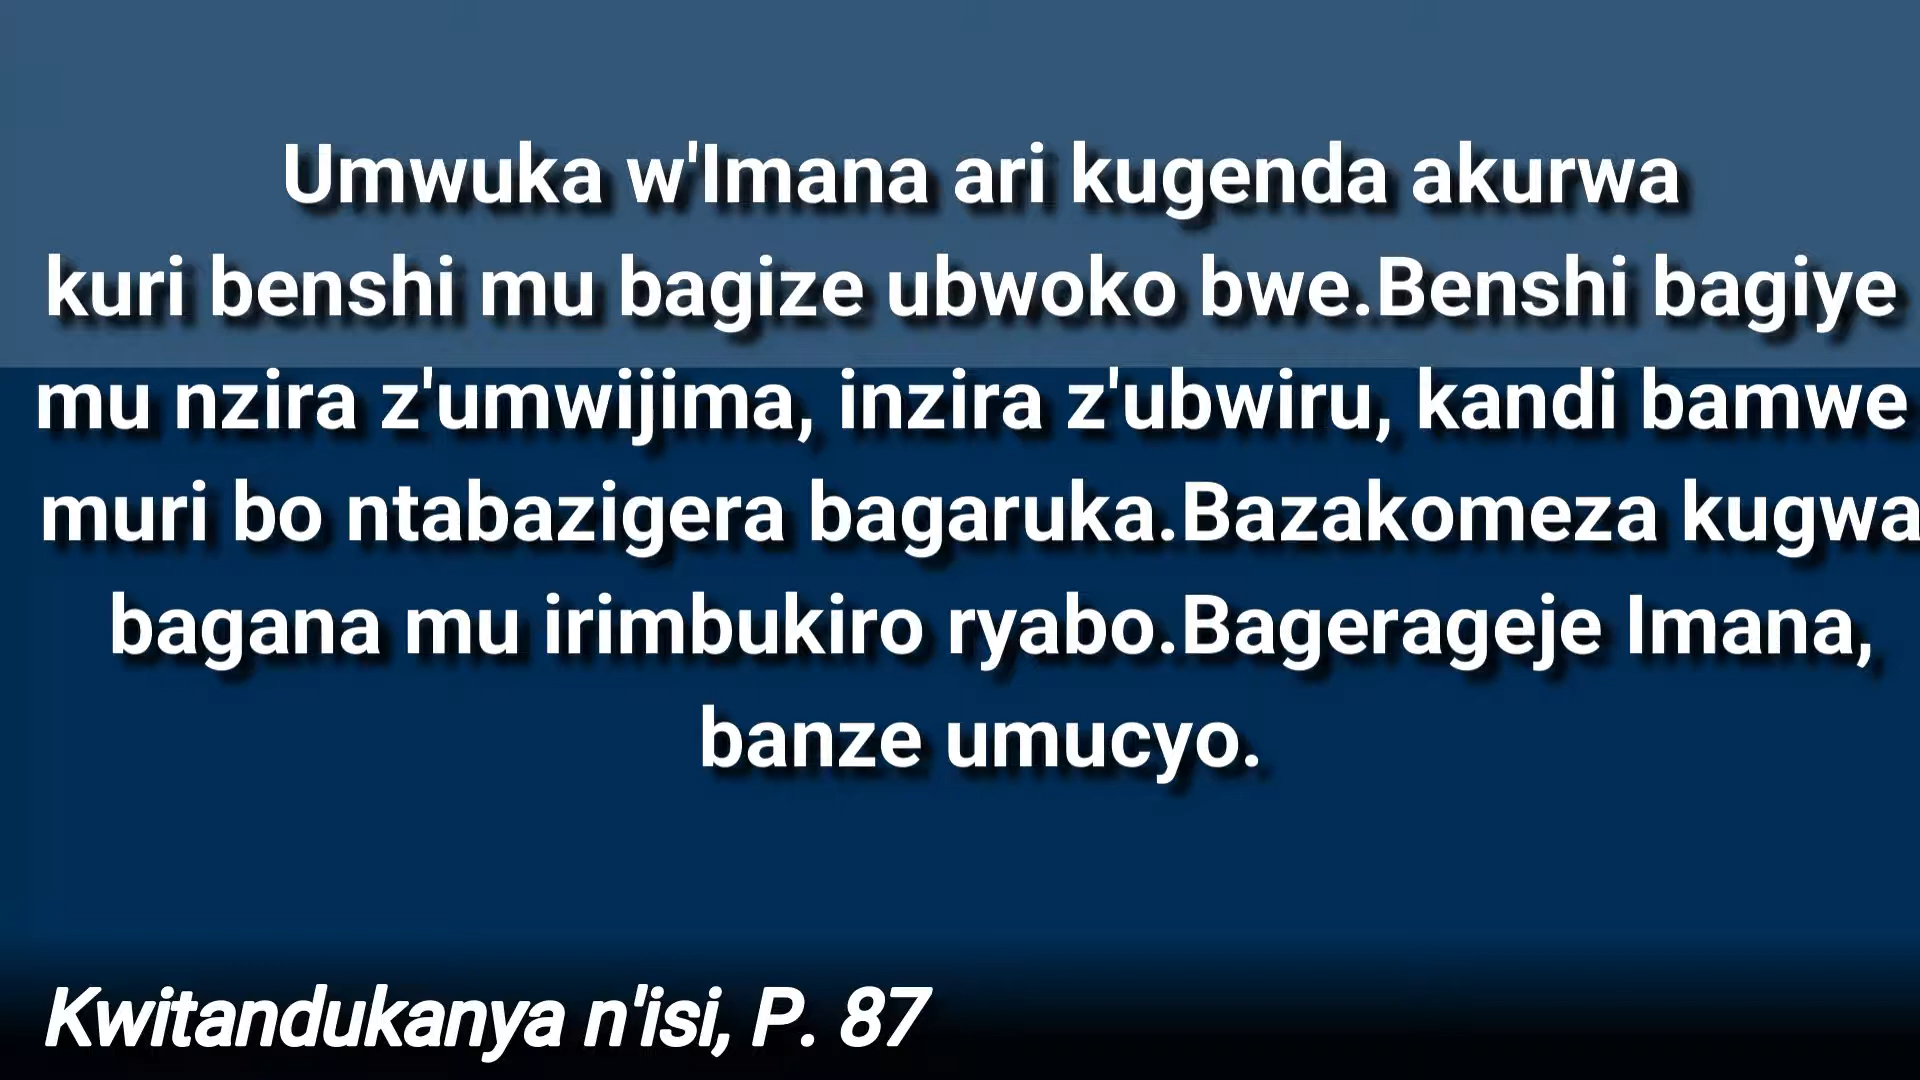 Umwuka w'Imana ari kugenda akurwa
kuri benshi mu bagize ubwoko bwe.Benshi bagiye
mu nzira z'umwijima, inzira z'ubwiru, kandi bamwe
muri bo ntabazigera bagaruka.Bazakomeza kugwa
bagana mu irimbukiro ryabo.Bagerageje Imana,
banze umucyo.
Kwitandukanya n'isi, P. 87